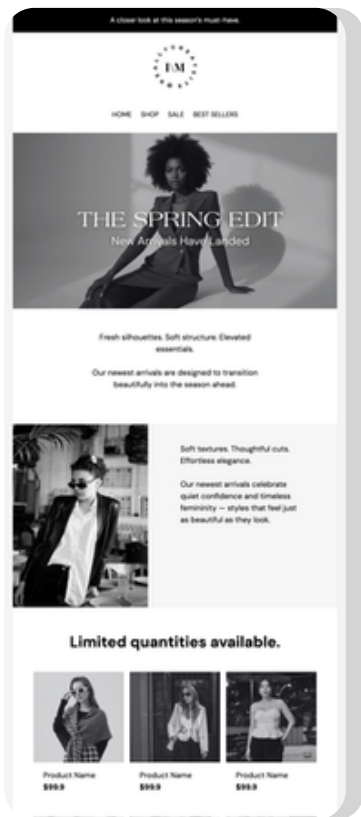 A closer look at this season's must-have.
HOME SHOP SALE BEST SELLERS
THE SPRING EDIT
New Arrivals Have Landed
Fresh silhouettes. Soft structure. Elevated
essentials.
Our newest arrivals are designed to transition
beautifully into the season ahead.
Soft textures. Thoughtful cuts.
Effortless elegance.
Our newest arrivals celebrate
quiet confidence and timeless
femininity — styles that feel just
as beautiful as they look.
Limited quantities available.
Product Name Product Name Product Name
$99.9 $99.9 $99.9